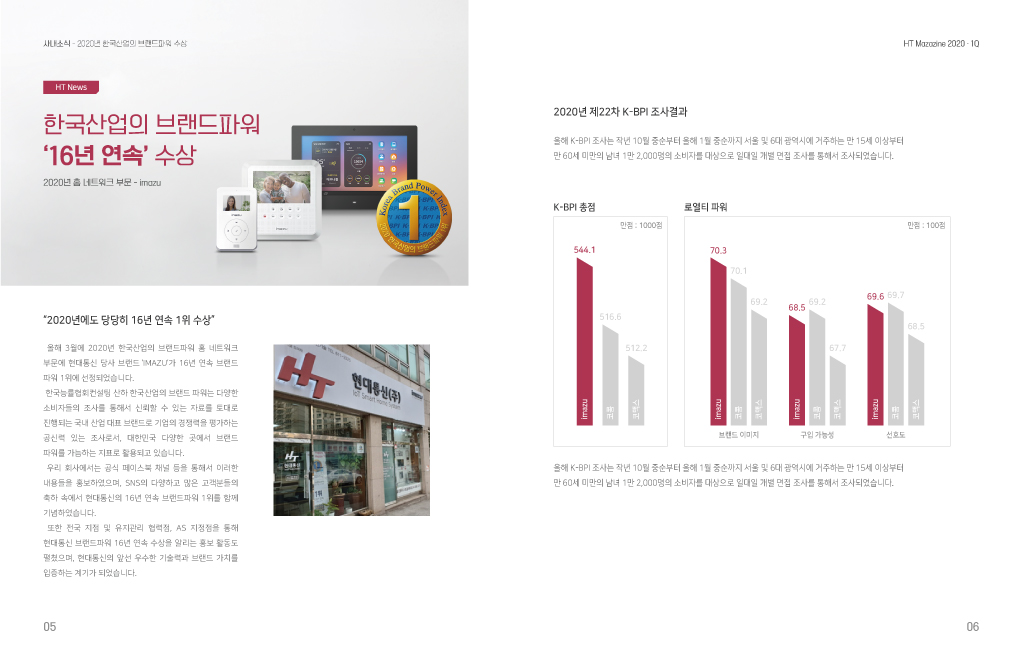 사내소식 - 2020년 한국산업의 브랜드파워 수상
HT News
한국산업의 브랜드파워
‘16년 연속’ 수상
2020년 홈 네트워크 부문 - imazu
Korea Brand Power Index
K-BPI
1
2020 한국산업의 브랜드파워 1위
“2020년에도 당당히 16년 연속 1위 수상”
올해 3월에 2020년 한국산업의 브랜드파워 홈 네트워크
부문에 현대통신 당사 브랜드 ‘IMAZU’가 16년 연속 브랜드
파워 1위에 선정되었습니다.
한국능률협회컨설팅 산하 한국산업의 브랜드 파워는 다양한
소비자들의 조사를 통해서 신뢰할 수 있는 자료를 토대로
진행되는 국내 산업 대표 브랜드로 기업의 경쟁력을 평가하는
공신력 있는 조사로서, 대한민국 다양한 곳에서 브랜드
파워를 가늠하는 지표로 활용되고 있습니다.
우리 회사에서는 공식 페이스북 채널 등을 통해서 이러한
내용들을 홍보하였으며, SNS의 다양하고 많은 고객분들의
축하 속에서 현대통신의 16년 연속 브랜드파워 1위를 함께
기념하였습니다.
또한 전국 지점 및 유지관리 협력점, AS 지정점을 통해
현대통신 브랜드파워 16년 연속 수상을 알리는 홍보 활동도
펼쳤으며, 현대통신의 앞선 우수한 기술력과 브랜드 가치를
입증하는 계기가 되었습니다.
HT 현대통신(주)
IoT Smart Home System
05
HT Mazazine 2020 · 1Q
2020년 제22차 K-BPI 조사결과
올해 K-BPI 조사는 작년 10월 중순부터 올해 1월 중순까지 서울 및 6대 광역시에 거주하는 만 15세 이상부터
만 60세 미만의 남녀 1만 2,000명의 소비자를 대상으로 일대일 개별 면접 조사를 통해서 조사되었습니다.
K-BPI 총점
만점 : 1000점
544.1
516.6
512.2
imazu
코콤
코맥스
로열티 파워
만점 : 100점
70.3
70.1
69.2
imazu
코콤
코맥스
브랜드 이미지
68.5
69.2
67.7
imazu
코콤
코맥스
구입 가능성
69.6
69.7
68.5
imazu
코콤
코맥스
선호도
올해 K-BPI 조사는 작년 10월 중순부터 올해 1월 중순까지 서울 및 6대 광역시에 거주하는 만 15세 이상부터
만 60세 미만의 남녀 1만 2,000명의 소비자를 대상으로 일대일 개별 면접 조사를 통해서 조사되었습니다.
06